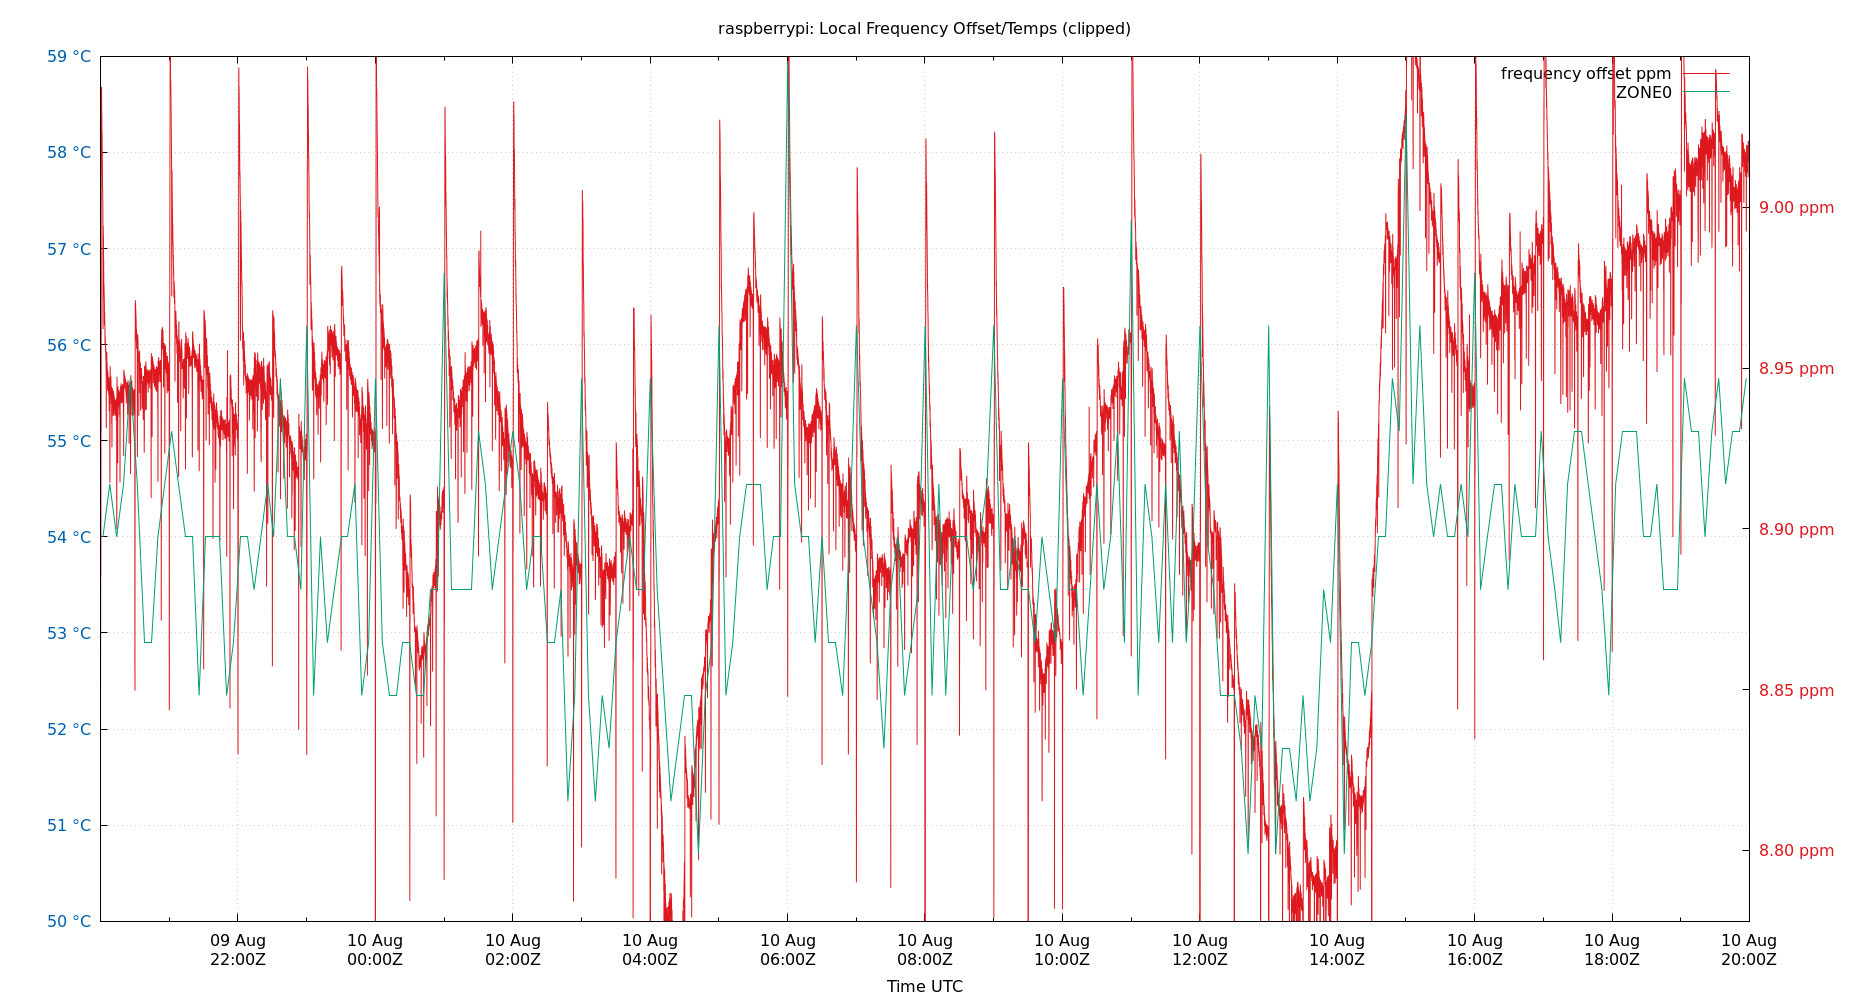 raspberrypi: Local Frequency Offset/Temps (clipped)
59 °C
58 °C
57 °C
56 °C
55 °C
54 °C
53 °C
52 °C
51 °C
50 °C
frequency offset ppm
ZONE0
9.00 ppm
8.95 ppm
8.90 ppm
8.85 ppm
8.80 ppm
09 Aug 10 Aug 10 Aug 10 Aug 10 Aug 10 Aug 10 Aug 10 Aug 10 Aug 10 Aug 10 Aug 10 Aug
22:00Z 00:00Z 02:00Z 04:00Z 06:00Z 08:00Z 10:00Z 12:00Z 14:00Z 16:00Z 18:00Z 20:00Z
Time UTC